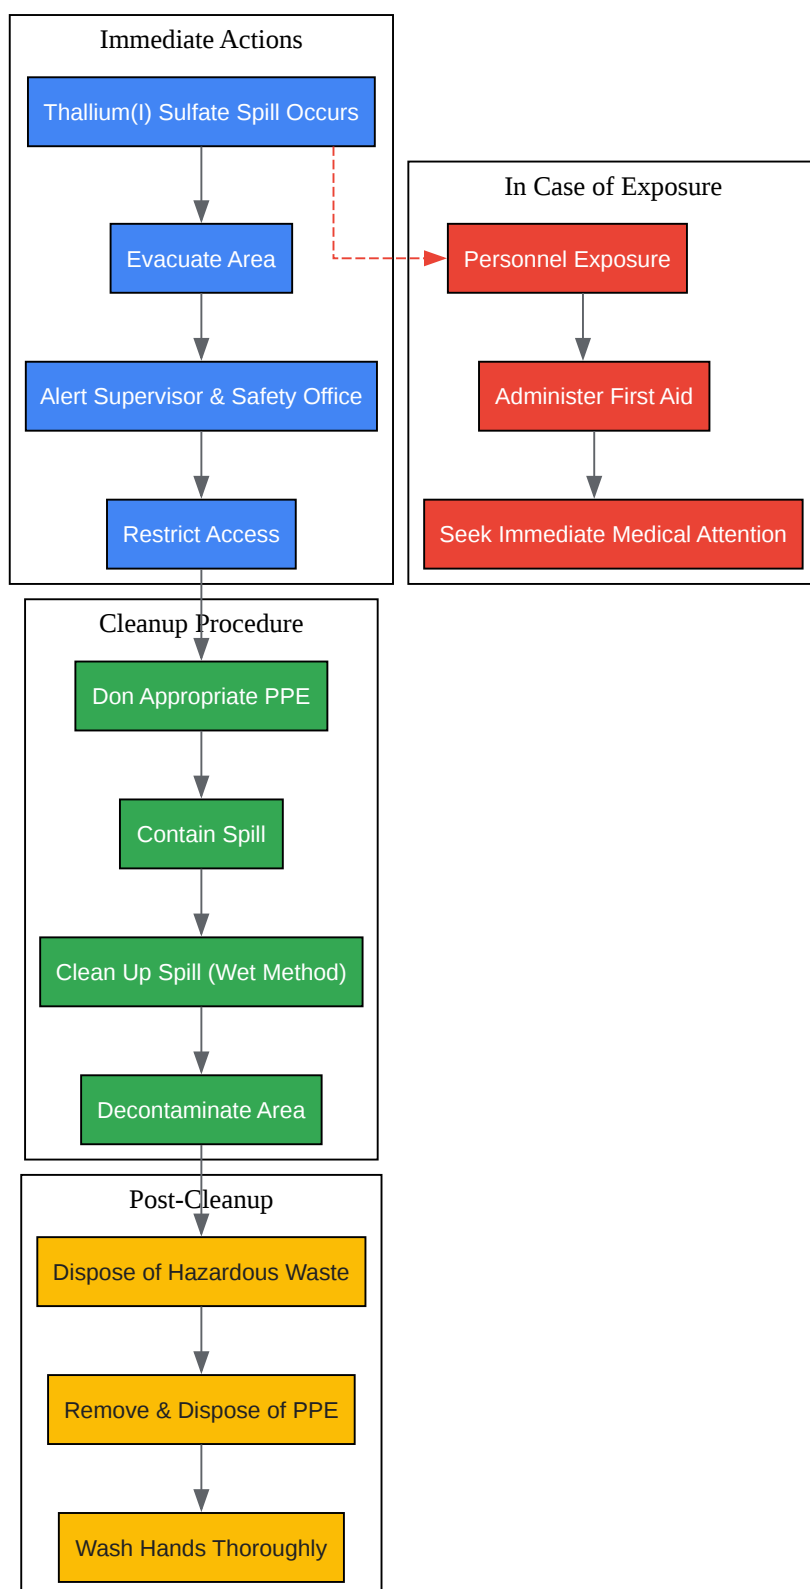 Immediate Actions
Thallium(I) Sulfate Spill Occurs
Evacuate Area
Alert Supervisor & Safety Office
Restrict Access
In Case of Exposure
Personnel Exposure
Administer First Aid
Seek Immediate Medical Attention
Cleanup Procedure
Don Appropriate PPE
Contain Spill
Clean Up Spill (Wet Method)
Decontaminate Area
Post-Cleanup
Dispose of Hazardous Waste
Remove & Dispose of PPE
Wash Hands Thoroughly